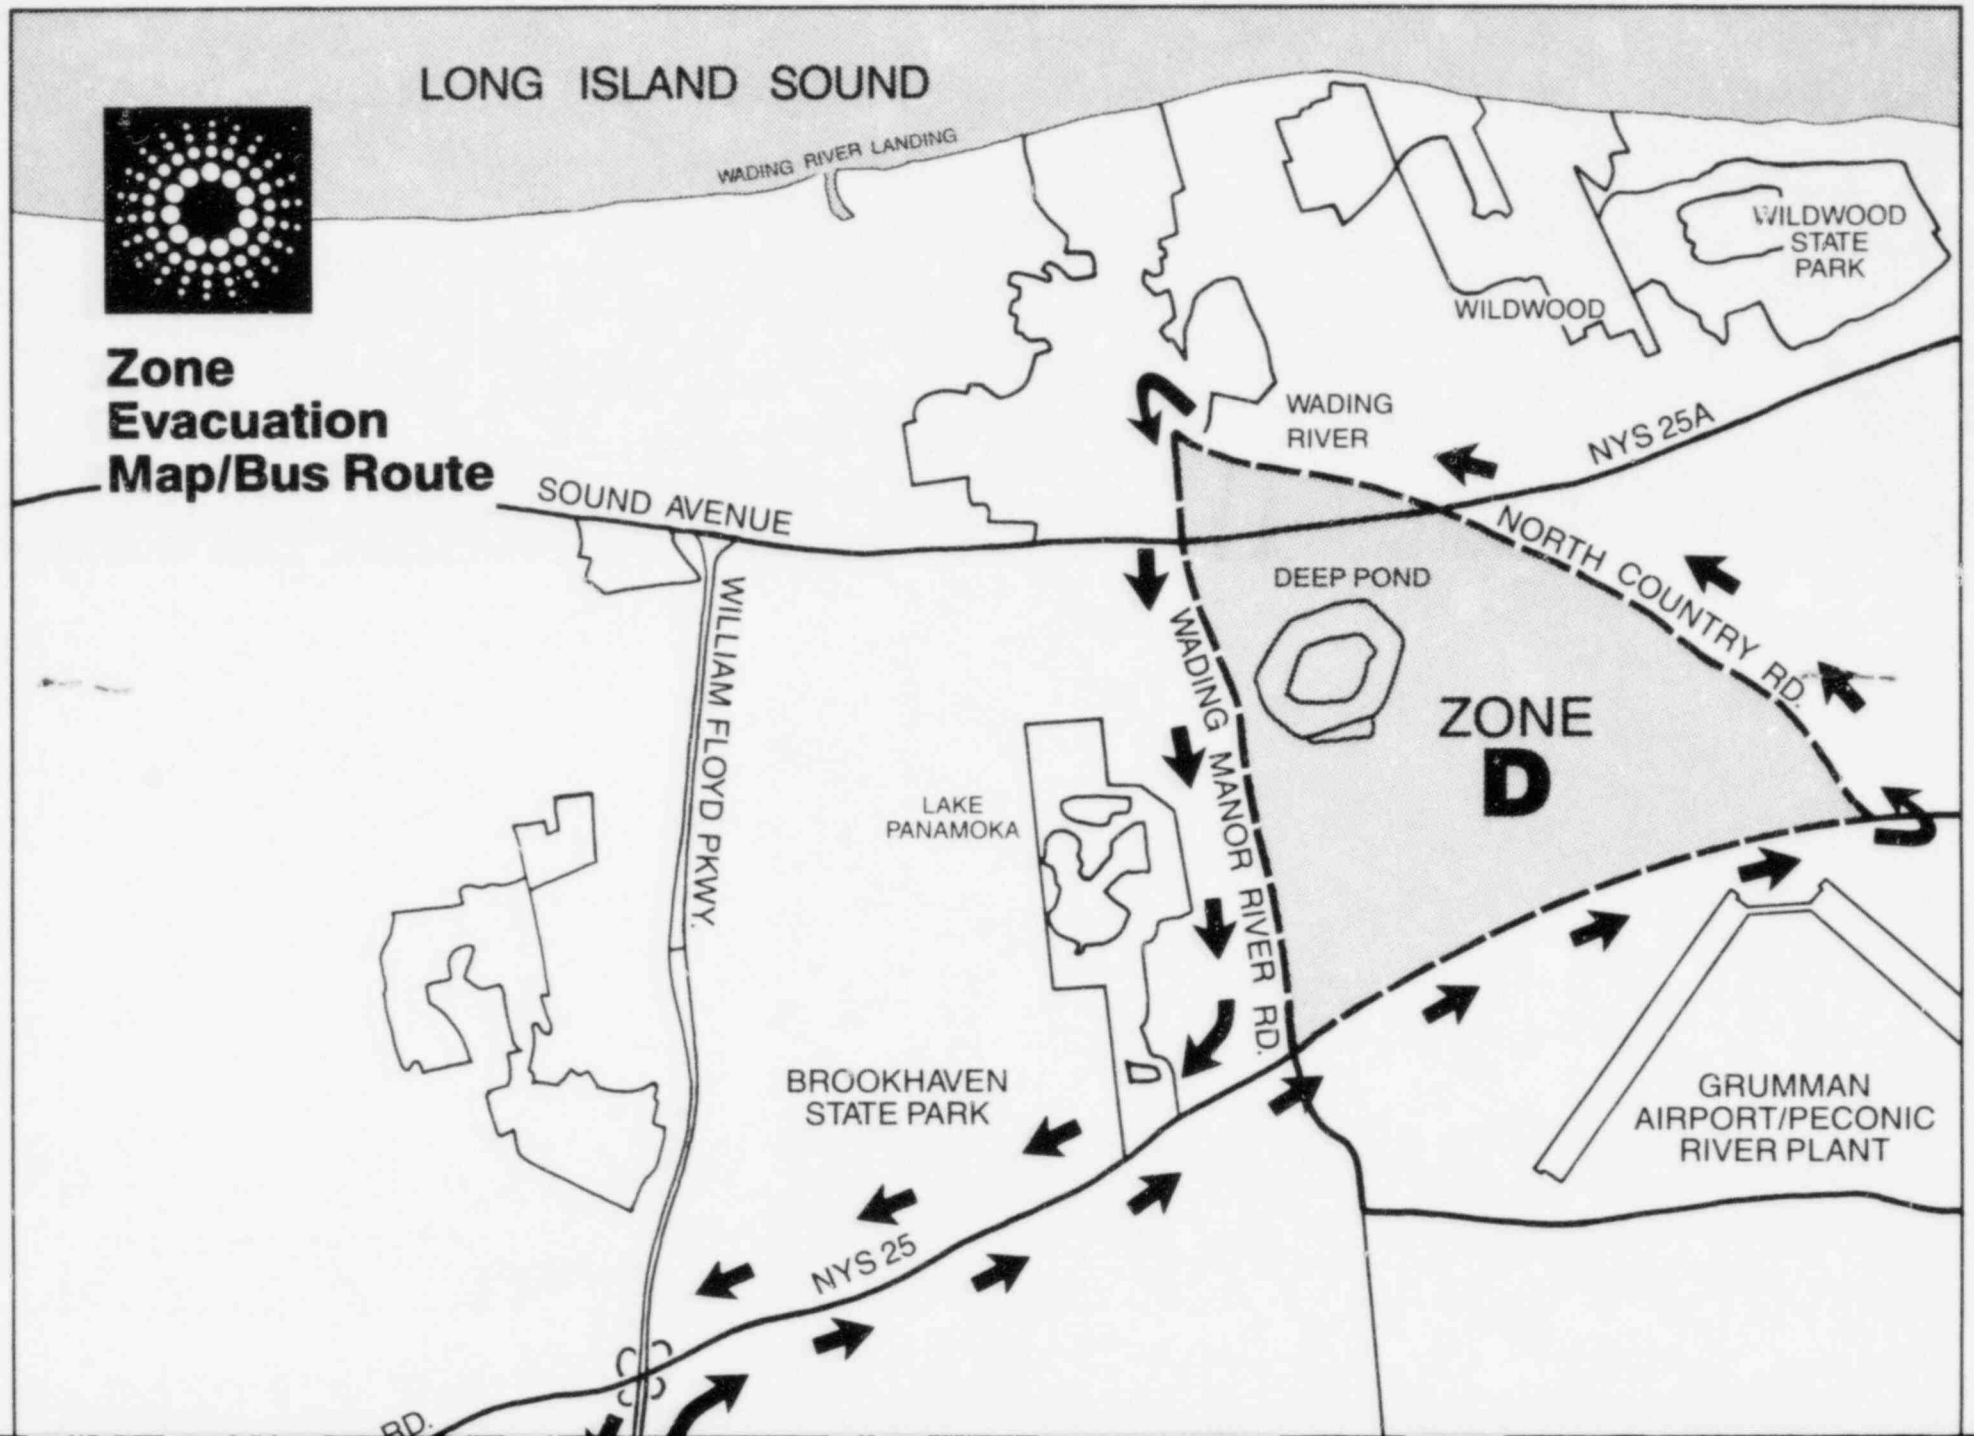 LONG ISLAND SOUND
WADING RIVER LANDING
WILDWOOD
STATE
PARK
WILDWOOD
Zone
Evacuation
Map/Bus Route
WADING
RIVER
NYS 25A
SOUND AVENUE
NORTH COUNTRY RD.
DEEP POND
WILLIAM FLOYD PKWY.
WADING MANOR RIVER RD.
ZONE
D
LAKE
PANAMOKA
BROOKHAVEN
STATE PARK
GRUMMAN
AIRPORT/PECONIC
RIVER PLANT
NYS 25
RD.